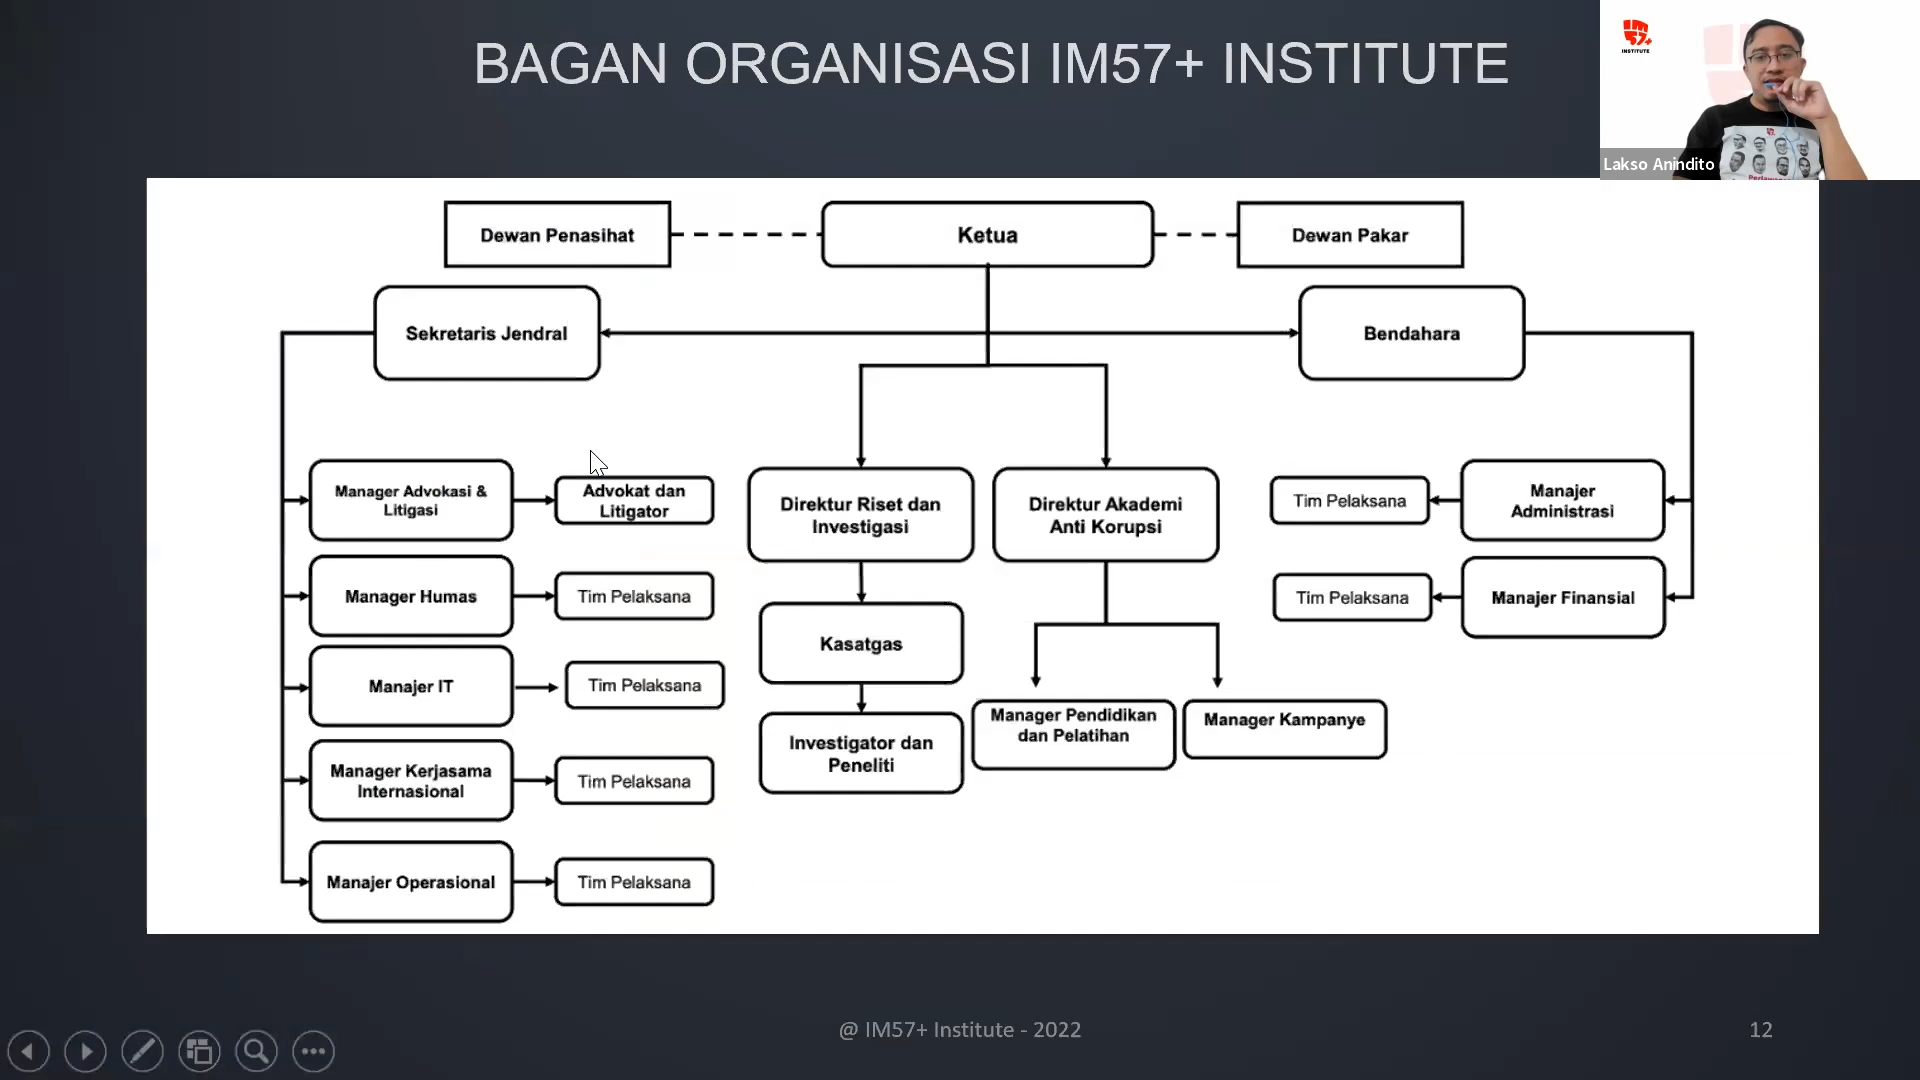 BAGAN ORGANISASI IM57+ INSTITUTE
INSTITUTE
Lakso Anindito
Dewan Penasihat
Ketua
Dewan Pakar
Sekretaris Jendral
Bendahara
Manager Advokasi &
Litigasi
Advokat dan
Litigator
Direktur Riset dan
Investigasi
Direktur Akademi
Anti Korupsi
Tim Pelaksana
Manajer
Administrasi
Manager Humas
Tim Pelaksana
Tim Pelaksana
Manajer Finansial
Kasatgas
Manajer IT
Tim Pelaksana
Manager Pendidikan
dan Pelatihan
Manager Kampanye
Investigator dan
Peneliti
Manager Kerjasama
Internasional
Tim Pelaksana
Manajer Operasional
Tim Pelaksana
@ IM57+ Institute - 2022
12